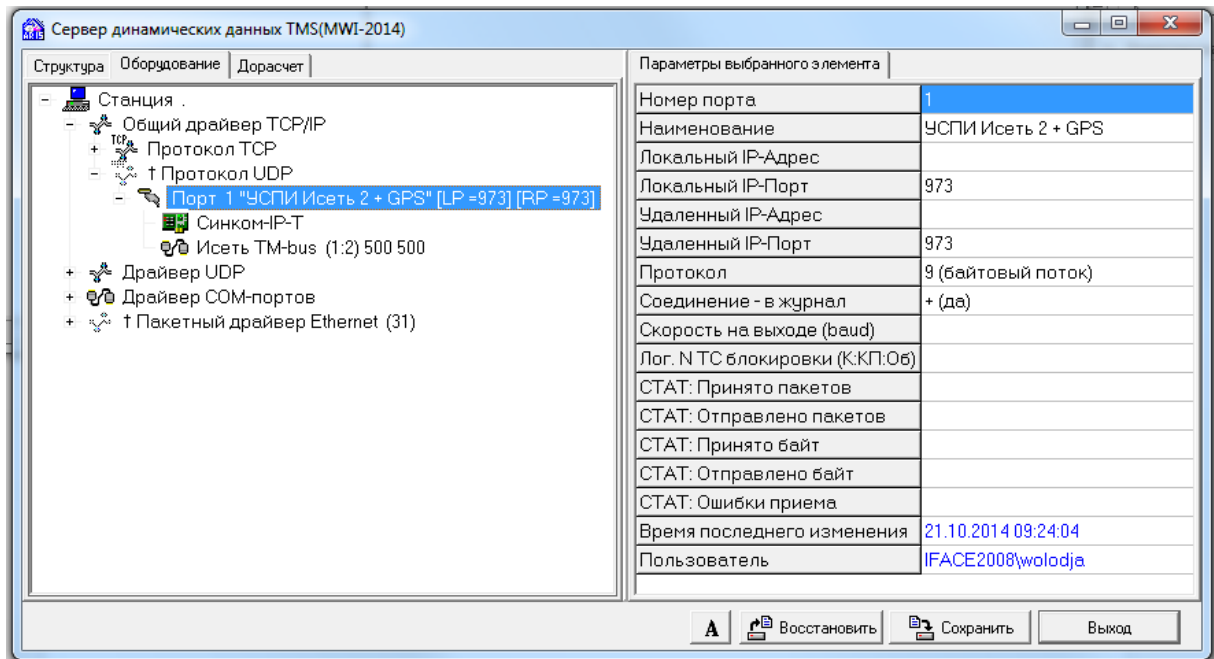 Сервер динамических данных TMS(MWI-2014)
Структура Оборудование Дорасчет
Станция .
Общий драйвер TCP/IP
TCP Протокол TCP
† Протокол UDP
Порт 1 "УСПИ Исеть 2 + GPS" [LP =973] [RP =973]
Синком-IP-T
Исеть TM-bus (1:2) 500 500
Драйвер UDP
Драйвер COM-портов
† Пакетный драйвер Ethernet (31)
Параметры выбранного элемента
Номер порта 1
Наименование УСПИ Исеть 2 + GPS
Локальный IP-Адрес
Локальный IP-Порт 973
Удаленный IP-Адрес
Удаленный IP-Порт 973
Протокол 9 (байтовый поток)
Соединение - в журнал + (да)
Скорость на выходе (baud)
Лог. N ТС блокировки (К:КП:Об)
СТАТ: Принято пакетов
СТАТ: Отправлено пакетов
СТАТ: Принято байт
СТАТ: Отправлено байт
СТАТ: Ошибки приема
Время последнего изменения 21.10.2014 09:24:04
Пользователь IFACE2008\wolodja
A Восстановить Сохранить Выход